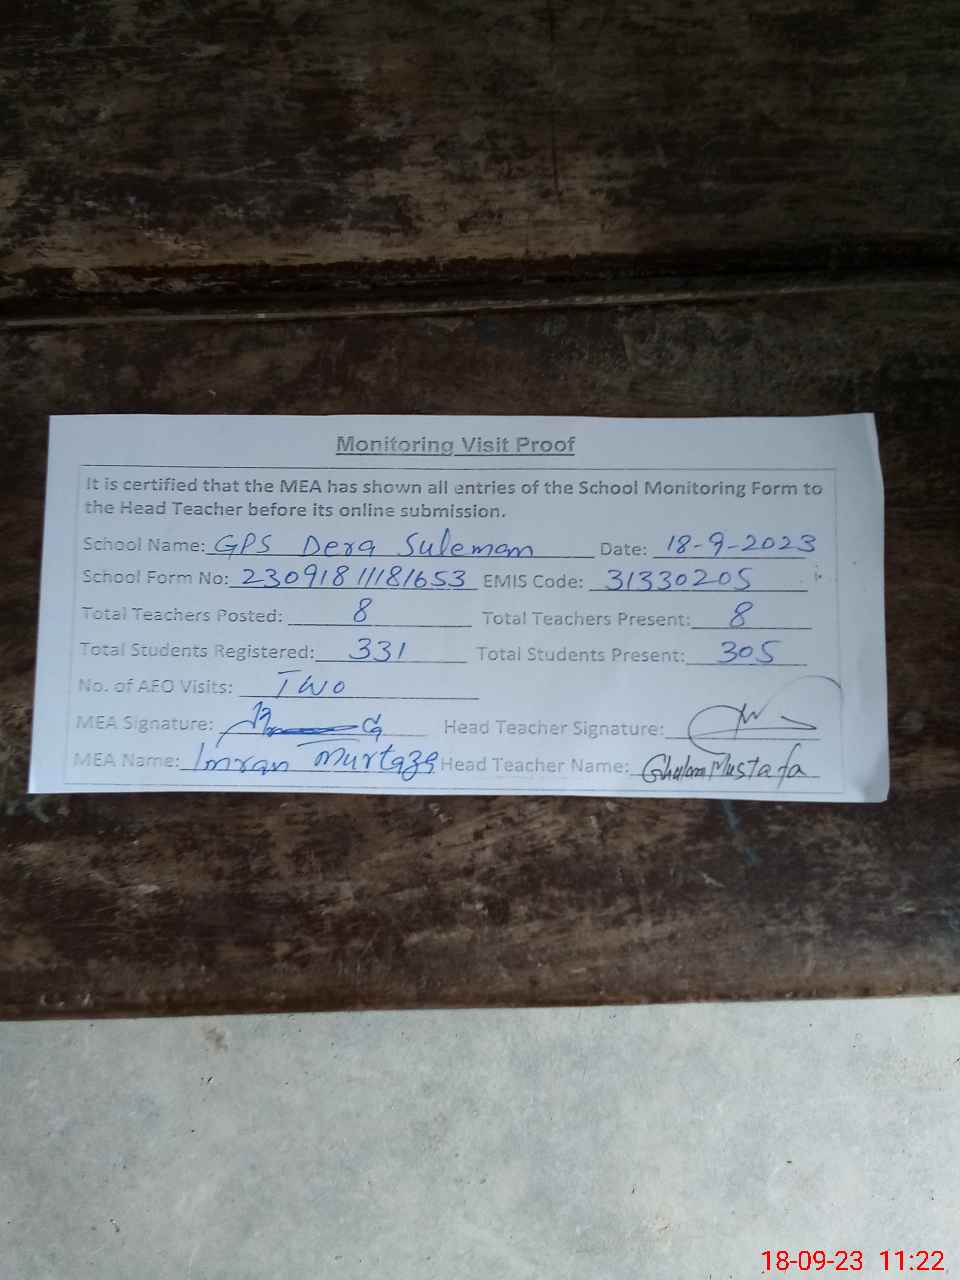 Monitoring Visit Proof
It is certified that the MEA has shown all entries of the School Monitoring Form to
the Head Teacher before its online submission.
School Name: GPS Dera Suleman Date: 18-9-2023
School Form No: 23091811181653 EMIS Code: 31330205
Total Teachers Posted: 8 Total Teachers Present: 8
Total Students Registered: 331 Total Students Present: 305
No. of AEO Visits: Two
MEA Signature: Head Teacher Signature:
MEA Name: Imran Murtaza Head Teacher Name: Ghulam Mustafa
18-09-23 11:22